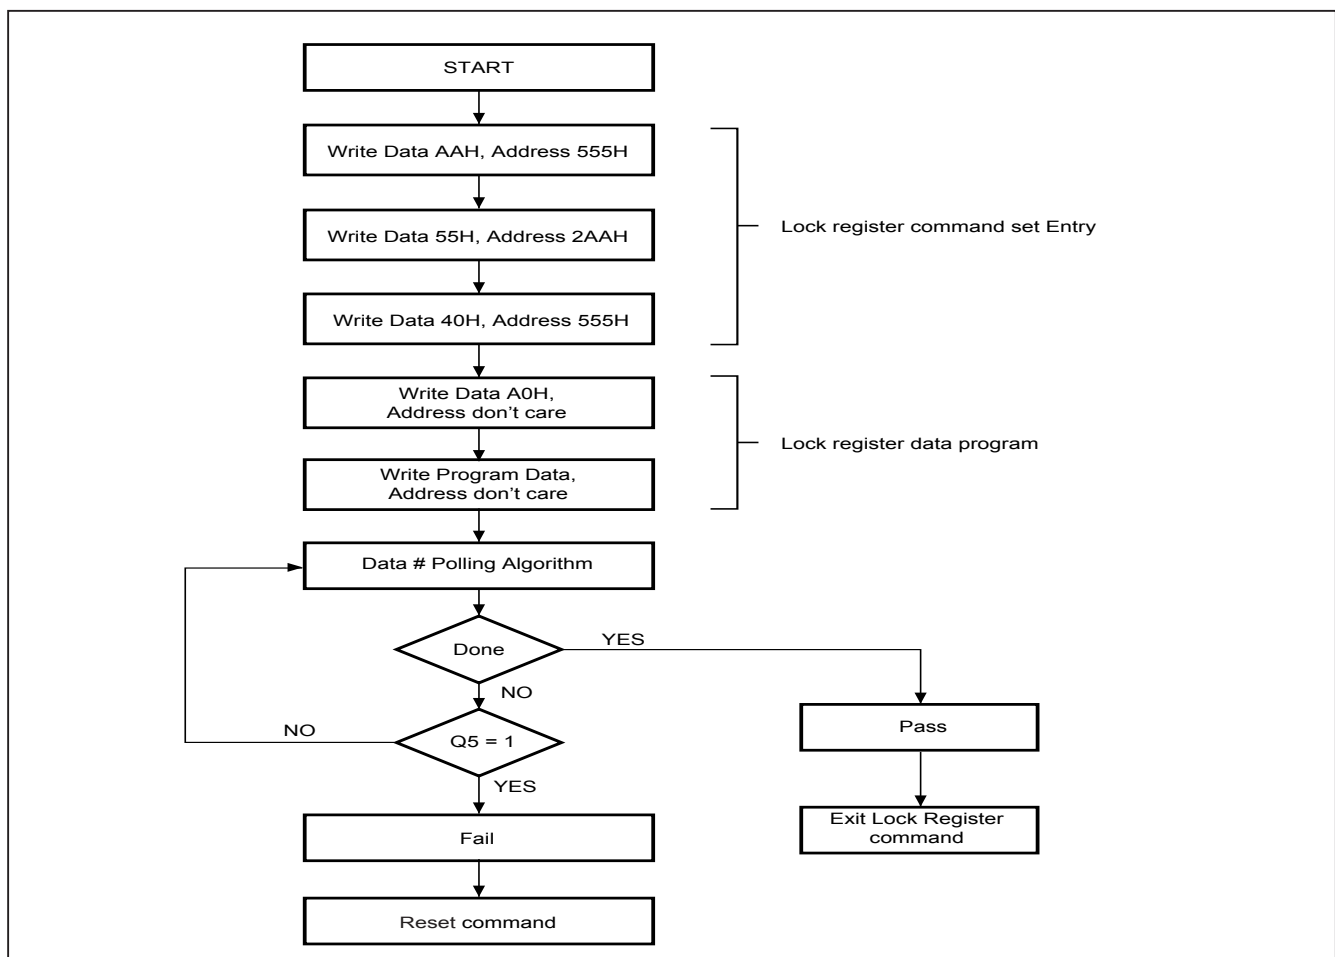 START
Write Data AAH, Address 555H
Write Data 55H, Address 2AAH
Lock register command set Entry
Write Data 40H, Address 555H
Write Data A0H,
Address don't care
Lock register data program
Write Program Data,
Address don't care
Data # Polling Algorithm
Done
YES
NO
Q5 = 1
NO
YES
Pass
Fail
Exit Lock Register
command
Reset command